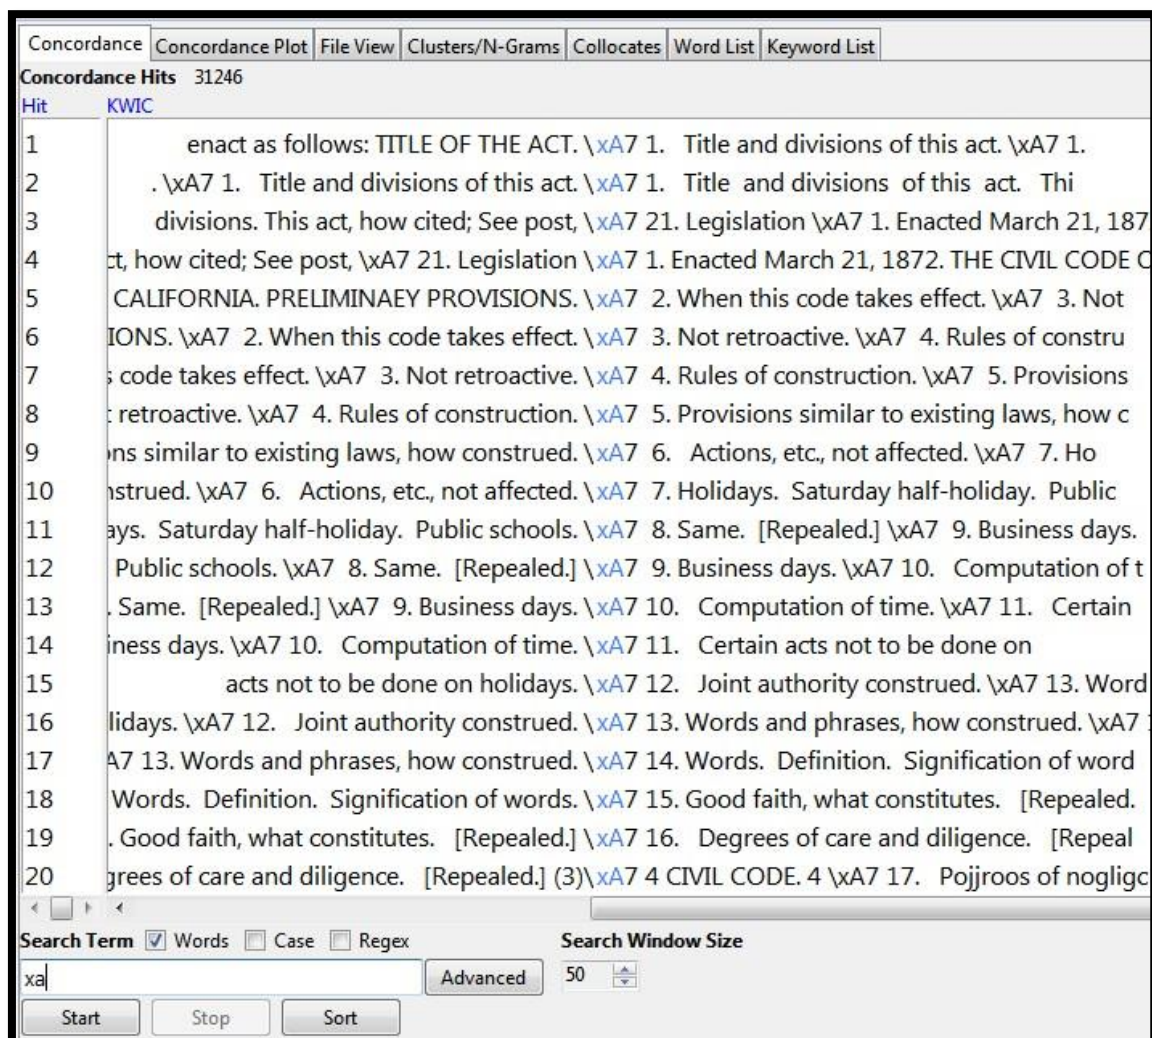 Concordance Concordance Plot File View Clusters/N-Grams Collocates Word List Keyword List
Concordance Hits 31246
Hit KWIC
1 enact as follows: TITLE OF THE ACT. \xA7 1. Title and divisions of this act. \xA7 1.
2 . \xA7 1. Title and divisions of this act. \xA7 1. Title and divisions of this act. Thi
3 divisions. This act, how cited; See post, \xA7 21. Legislation \xA7 1. Enacted March 21, 187
4 ct, how cited; See post, \xA7 21. Legislation \xA7 1. Enacted March 21, 1872. THE CIVIL CODE O
5 CALIFORNIA. PRELIMINAEY PROVISIONS. \xA7 2. When this code takes effect. \xA7 3. Not
6 IONS. \xA7 2. When this code takes effect. \xA7 3. Not retroactive. \xA7 4. Rules of constru
7 s code takes effect. \xA7 3. Not retroactive. \xA7 4. Rules of construction. \xA7 5. Provisions
8 t retroactive. \xA7 4. Rules of construction. \xA7 5. Provisions similar to existing laws, how c
9 ons similar to existing laws, how construed. \xA7 6. Actions, etc., not affected. \xA7 7. Ho
10 nstrued. \xA7 6. Actions, etc., not affected. \xA7 7. Holidays. Saturday half-holiday. Public
11 ays. Saturday half-holiday. Public schools. \xA7 8. Same. [Repealed.] \xA7 9. Business days.
12 Public schools. \xA7 8. Same. [Repealed.] \xA7 9. Business days. \xA7 10. Computation of t
13 . Same. [Repealed.] \xA7 9. Business days. \xA7 10. Computation of time. \xA7 11. Certain
14 iness days. \xA7 10. Computation of time. \xA7 11. Certain acts not to be done on
15 acts not to be done on holidays. \xA7 12. Joint authority construed. \xA7 13. Word
16 lidays. \xA7 12. Joint authority construed. \xA7 13. Words and phrases, how construed. \xA7 1
17 A7 13. Words and phrases, how construed. \xA7 14. Words. Definition. Signification of word
18 Words. Definition. Signification of words. \xA7 15. Good faith, what constitutes. [Repealed.
19 . Good faith, what constitutes. [Repealed.] \xA7 16. Degrees of care and diligence. [Repeal
20 grees of care and diligence. [Repealed.] (3)\xA7 4 CIVIL CODE. 4 \xA7 17. Pojjroos of nogligc
Search Term Words Case Regex Search Window Size
xa Advanced 50
Start Stop Sort